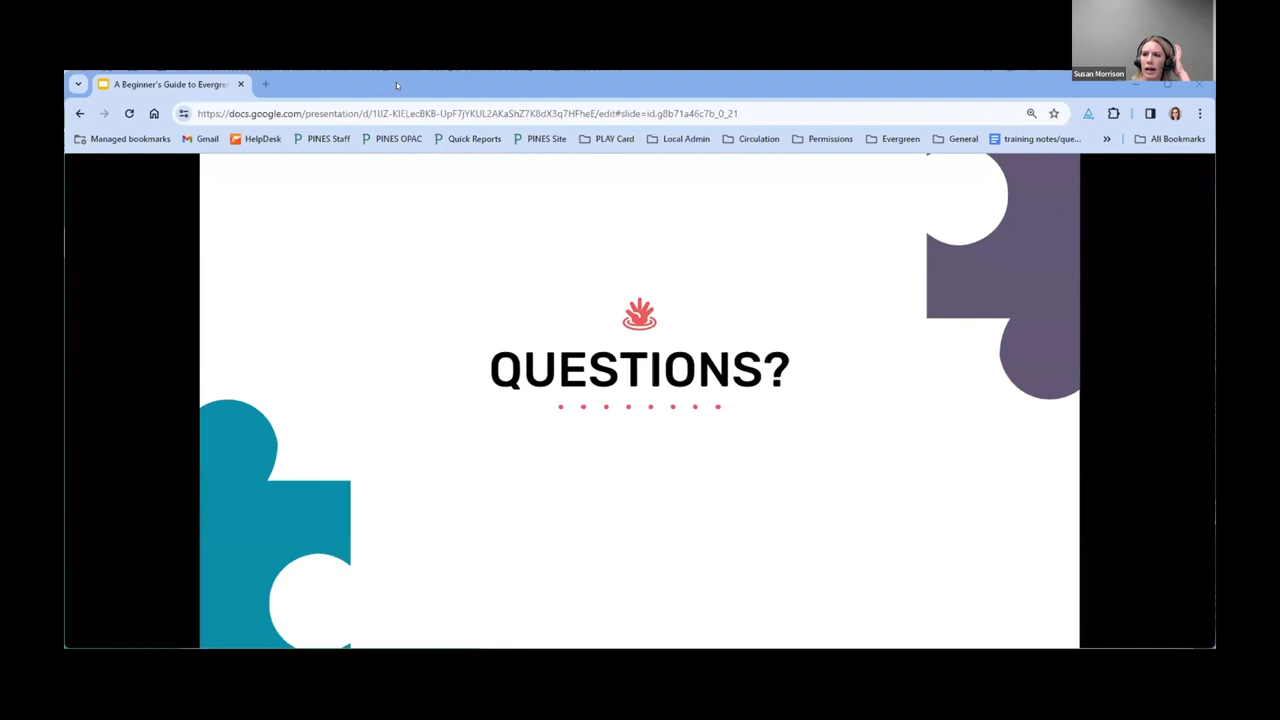 Susan Morrison
A Beginner's Guide to Evergre
https://docs.google.com/presentation/d/1IJZ-KlELecBKB-UpF7jYKUL2AKaShZ7K8dX3q7HFheE/edit#slide=id.g8b71a46c7b_0_21
Managed bookmarks Gmail HelpDesk PINES Staff PINES OPAC Quick Reports PINES Site PLAY Card Local Admin Circulation Permissions Evergreen General training notes/que... All Bookmarks
QUESTIONS?